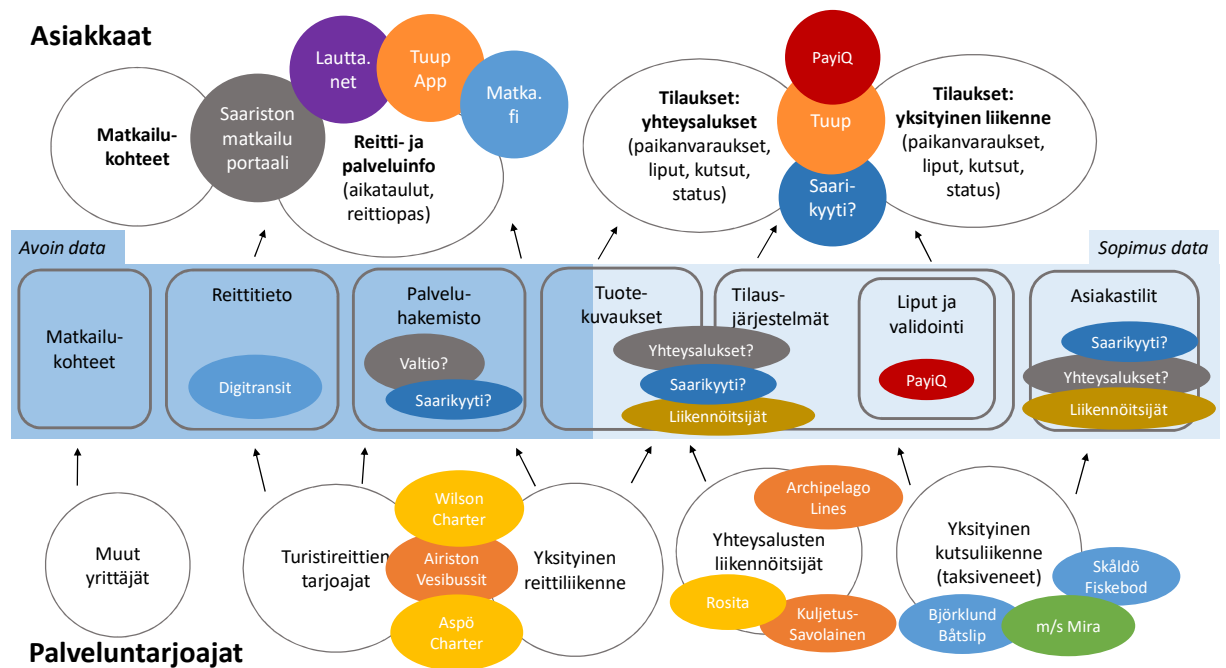 Asiakkaat
Matkailu-
kohteet
Saariston
matkailu
portaali
Lautta.
net
Tuup
App
Matka.
fi
Reitti- ja
palveluinfo
(aikataulut,
reittiopas)
Tilaukset:
yhteysalukset
(paikanvaraukset,
liput, kutsut,
status)
PayiQ
Tuup
Saari-
kyyti?
Tilaukset:
yksityinen liikenne
(paikanvaraukset,
liput, kutsut,
status)
Avoin data
Sopimus data
Matkailu-
kohteet
Reittitieto
Digitransit
Palvelu-
hakemisto
Valtio?
Saarikyyti?
Tuote-
kuvaukset
Tilaus-
järjestelmät
Yhteysalukset?
Saarikyyti?
Liikennöitsijät
Liput ja
validointi
PayiQ
Asiakastilit
Saarikyyti?
Yhteysalukset?
Liikennöitsijät
Muut
yrittäjät
Turistireittien
tarjoajat
Wilson
Charter
Airiston
Vesibussit
Aspö
Charter
Yksityinen
reittiliikenne
Yhteysalusten
liikennöitsijät
Archipelago
Lines
Rosita
Kuljetus-
Savolainen
Yksityinen
kutsuliikenne
(taksiveneet)
Skåldö
Fiskebod
Björklund
Båtslip
m/s Mira
Palveluntarjoajat